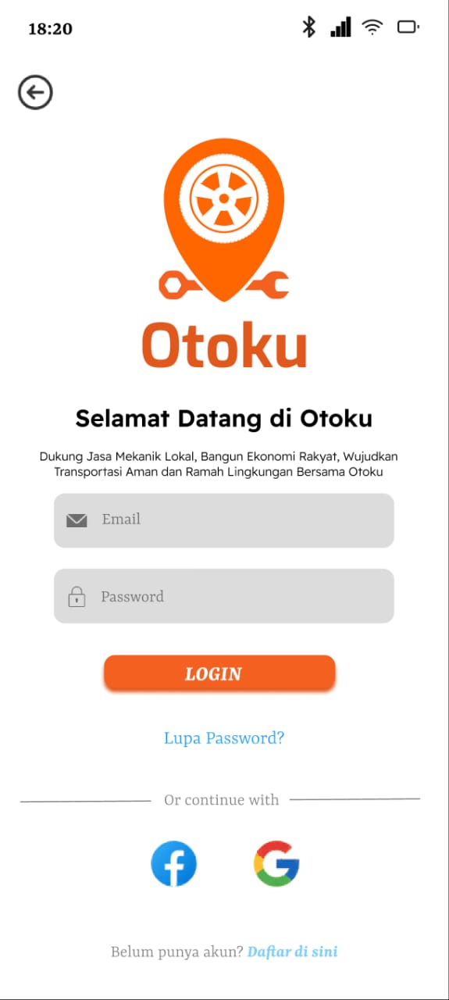 18:20
Otoku
Selamat Datang di Otoku
Dukung Jasa Mekanik Lokal, Bangun Ekonomi Rakyat, Wujudkan
Transportasi Aman dan Ramah Lingkungan Bersama Otoku
Email
Password
LOGIN
Lupa Password?
Or continue with
Belum punya akun? Daftar di sini